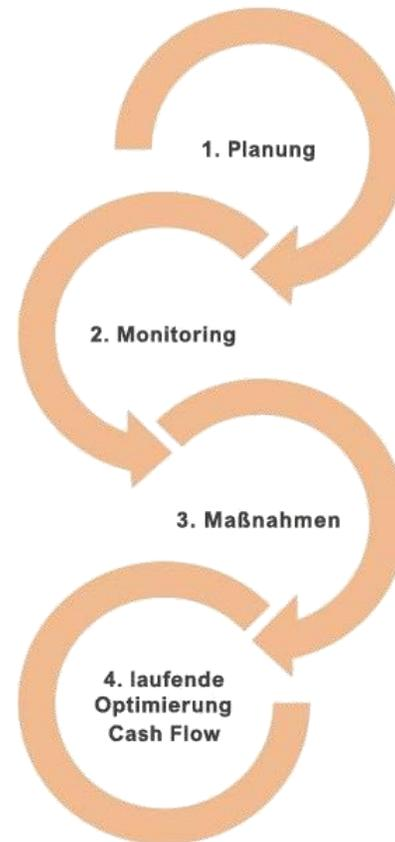 1. Planung
2. Monitoring
3. Maßnahmen
4. laufende
Optimierung
Cash Flow